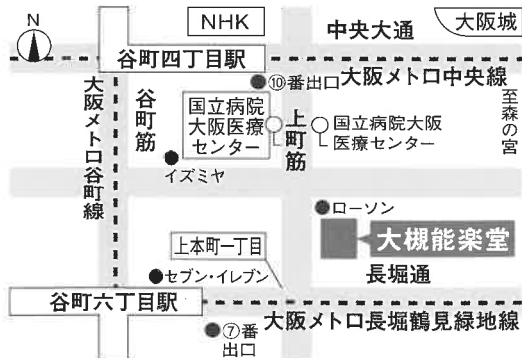 N
NHK
中央大通
大阪城
谷町四丁目駅
大阪メトロ中央線
⑩番出口
大阪メトロ谷町線
谷町筋
国立病院
大阪医療
センター
上町筋
国立病院大阪
医療センター
至森の宮
イズミヤ
ローソン
大槻能楽堂
上本町一丁目
長堀通
セブン・イレブン
谷町六丁目駅
大阪メトロ長堀鶴見緑地線
⑦番
出口